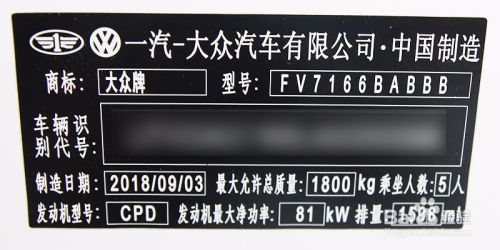 一汽-大众汽车有限公司·中国制造
商标: 大众牌 型号: FV7166BABBB
车辆识
别代号:
制造日期: 2018/09/03 最大允许总质量: 1800 kg 乘坐人数: 5 人
发动机型号: CPD 发动机最大净功率: 81 kW 排量: 1598 ml